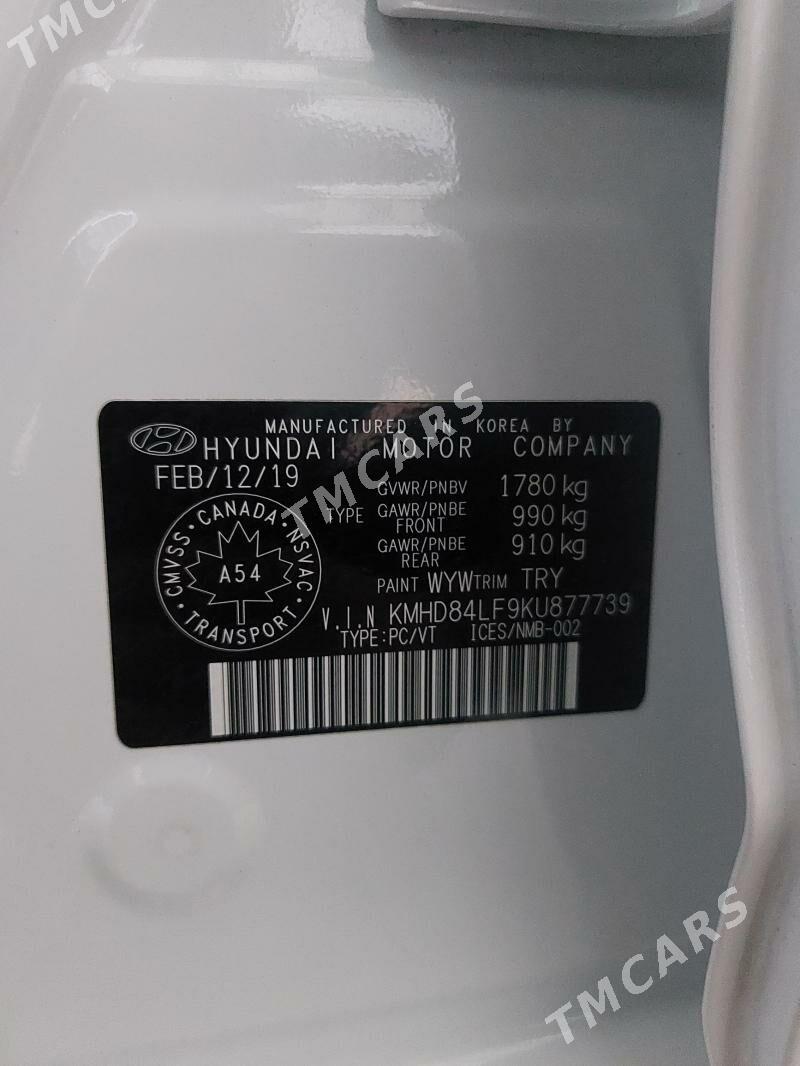 TMCARS
MANUFACTURED IN KOREA BY
HYUNDAI MOTOR COMPANY
FEB/12/19
GVWR/PNBV 1780 kg
TYPE GAWR/PNBE FRONT 990 kg
GAWR/PNBE REAR 910 kg
PAINT WYW TRIM TRY
CMVSS · CANADA · NSVAC · TRANSPORT ·
A54
V.I.N KMHD84LF9KU877739
TYPE:PC/VT ICES/NMB-002
TMCARS
TMCARS